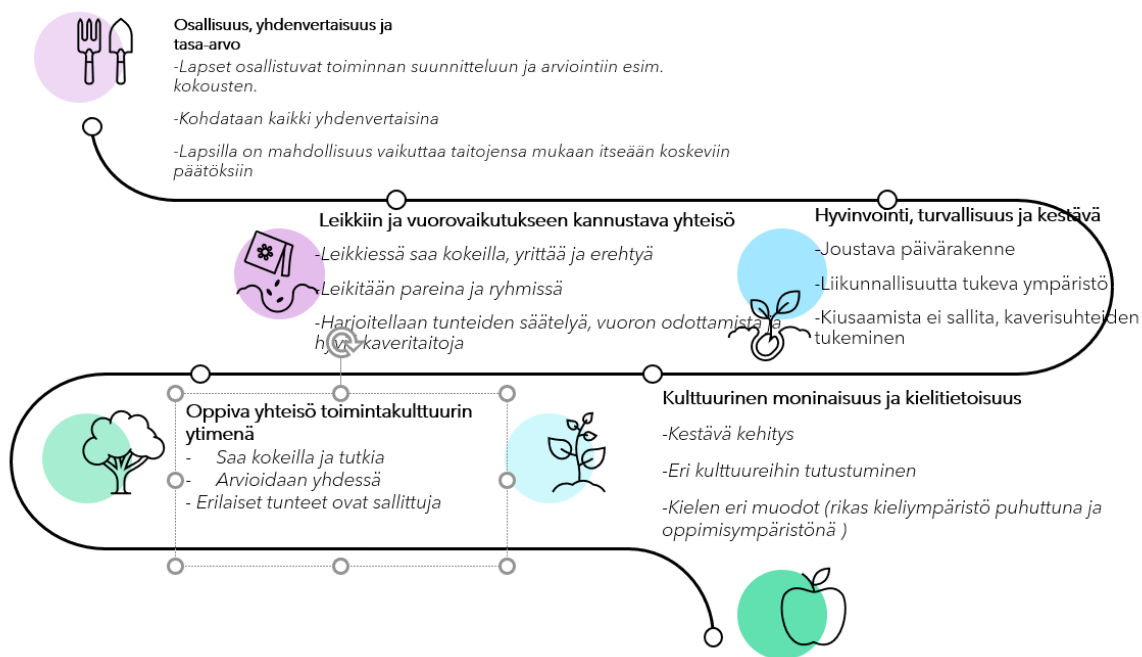 Osallisuus, yhdenvertaisuus ja
tasa-arvo
-Lapset osallistuvat toiminnan suunnitteluun ja arviointiin esim.
kokousten.
-Kohdataan kaikki yhdenvertaisina
-Lapsilla on mahdollisuus vaikuttaa taitojensa mukaan itseään koskeviin
päätöksiin
Leikkiin ja vuorovaikutukseen kannustava yhteisö
-Leikkiessä saa kokeilla, yrittää ja erehtyä
-Leikitään pareina ja ryhmissä
-Harjoitellaan tunteiden säätelyä, vuoron odottamista ja
kaveritaitoja
Hyvinvointi, turvallisuus ja kestävä
-Joustava päivärakenne
-Liikunnallisuutta tukeva ympäristö
-Kiusaamista ei sallita, kaverisuhteiden
tukeminen
Oppiva yhteisö toimintakulttuurin
ytimenä
- Saa kokeilla ja tutkia
- Arvioidaan yhdessä
- Erilaiset tunteet ovat sallittuja
Kulttuurinen moninaisuus ja kielitietoisuus
-Kestävä kehitys
-Eri kulttuureihin tutustuminen
-Kielen eri muodot (rikas kieliympäristö puhuttuna ja
oppimisympäristönä )